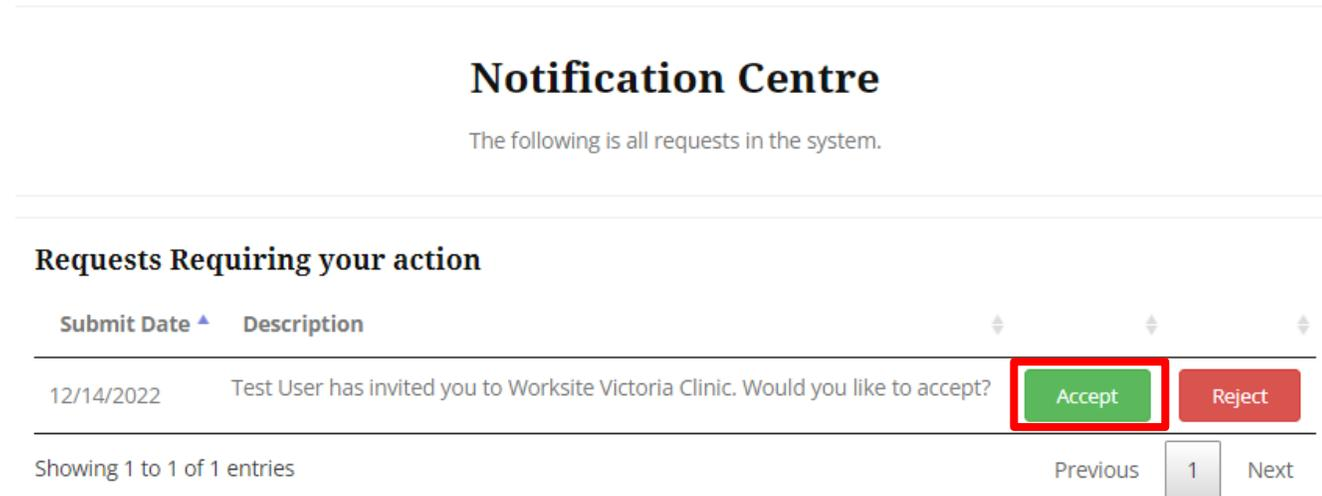 Notification Centre
The following is all requests in the system.
Requests Requiring your action
Submit Date Description
12/14/2022 Test User has invited you to Worksite Victoria Clinic. Would you like to accept? Accept Reject
Showing 1 to 1 of 1 entries Previous 1 Next